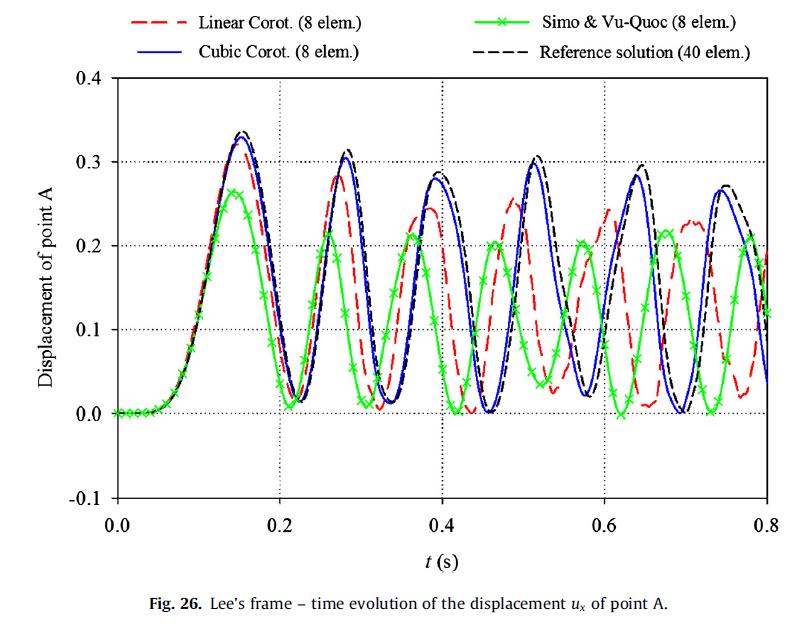 Linear Corot. (8 elem.)
Simo & Vu-Quoc (8 elem.)
Cubic Corot. (8 elem.)
Reference solution (40 elem.)
0.4
0.3
0.2
0.1
0.0
-0.1
Displacement of point A
0.0
0.2
0.4
0.6
0.8
t (s)
Fig. 26. Lee's frame – time evolution of the displacement uₓ of point A.